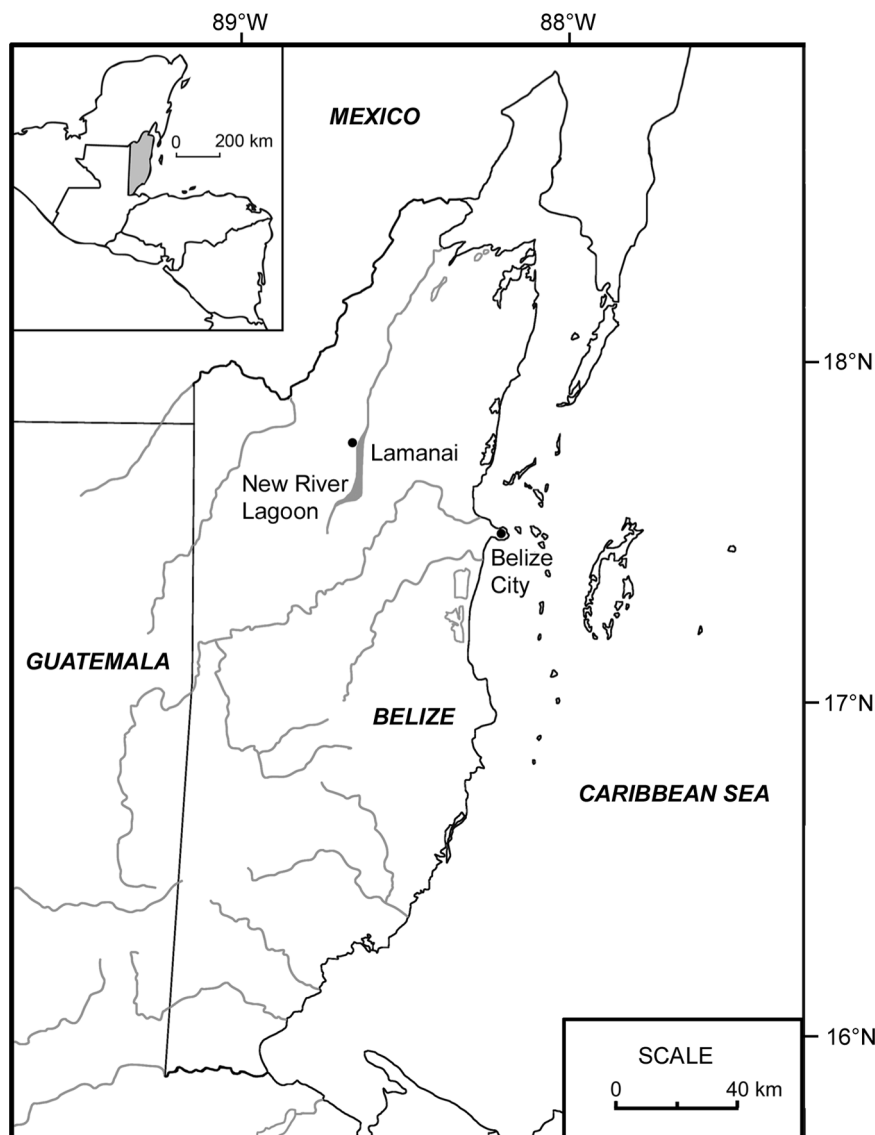 89°W
88°W
MEXICO
0
200 km
18°N
Lamanai
New River
Lagoon
Belize
City
GUATEMALA
BELIZE
17°N
CARIBBEAN SEA
16°N
SCALE
0
40 km